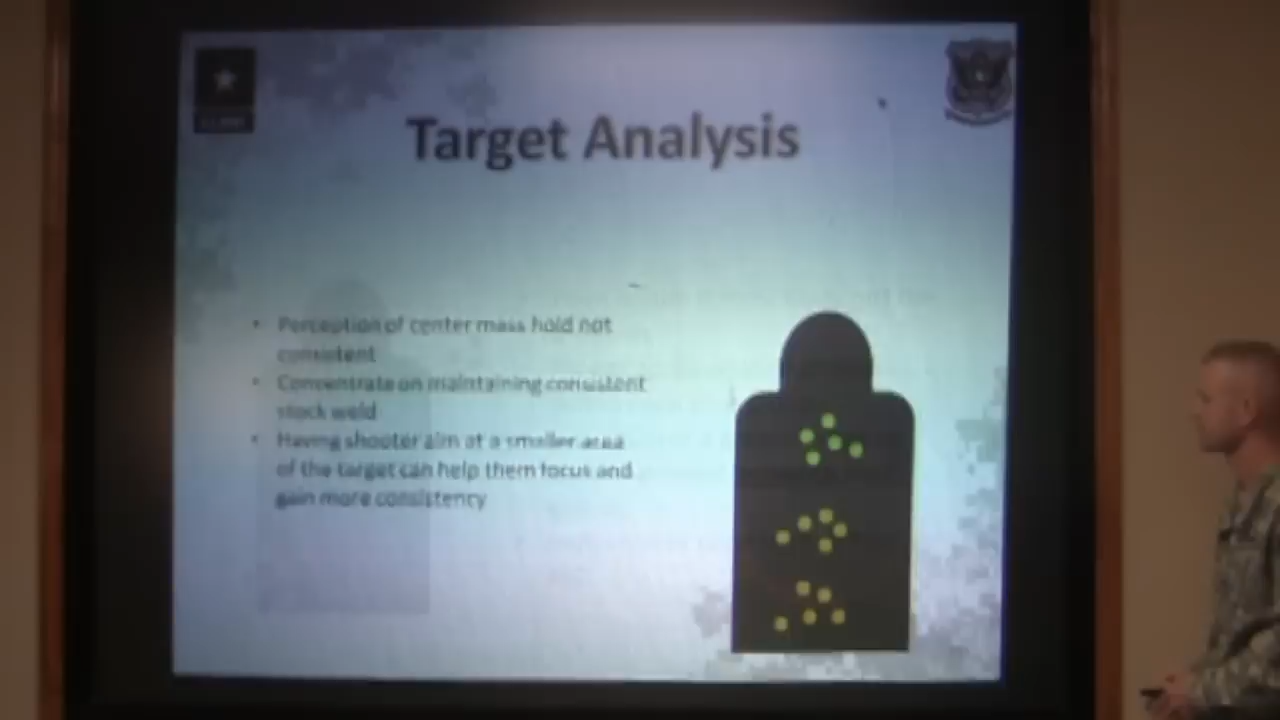 Target Analysis
• Perception of center mass hold not
consistent
• Concentrate on maintaining consistent
stock weld
• Having shooter aim at a smaller area
of the target can help them focus and
gain more consistency